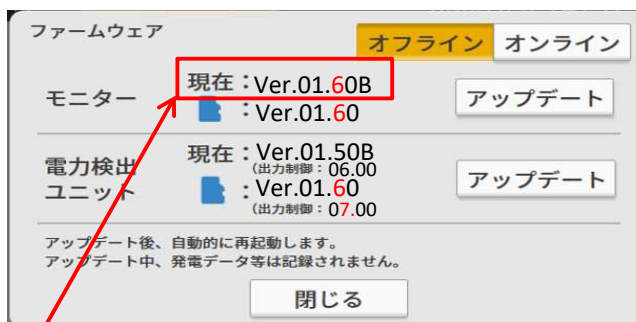 ファームウェア
オフライン オンライン
モニター
現在：Ver.01.60B
：Ver.01.60
アップデート
電力検出
ユニット
現在：Ver.01.50B
(出力制御：06.00
：Ver.01.60
(出力制御：07.00
アップデート
アップデート後、自動的に再起動します。
アップデート中、発電データ等は記録されません。
閉じる